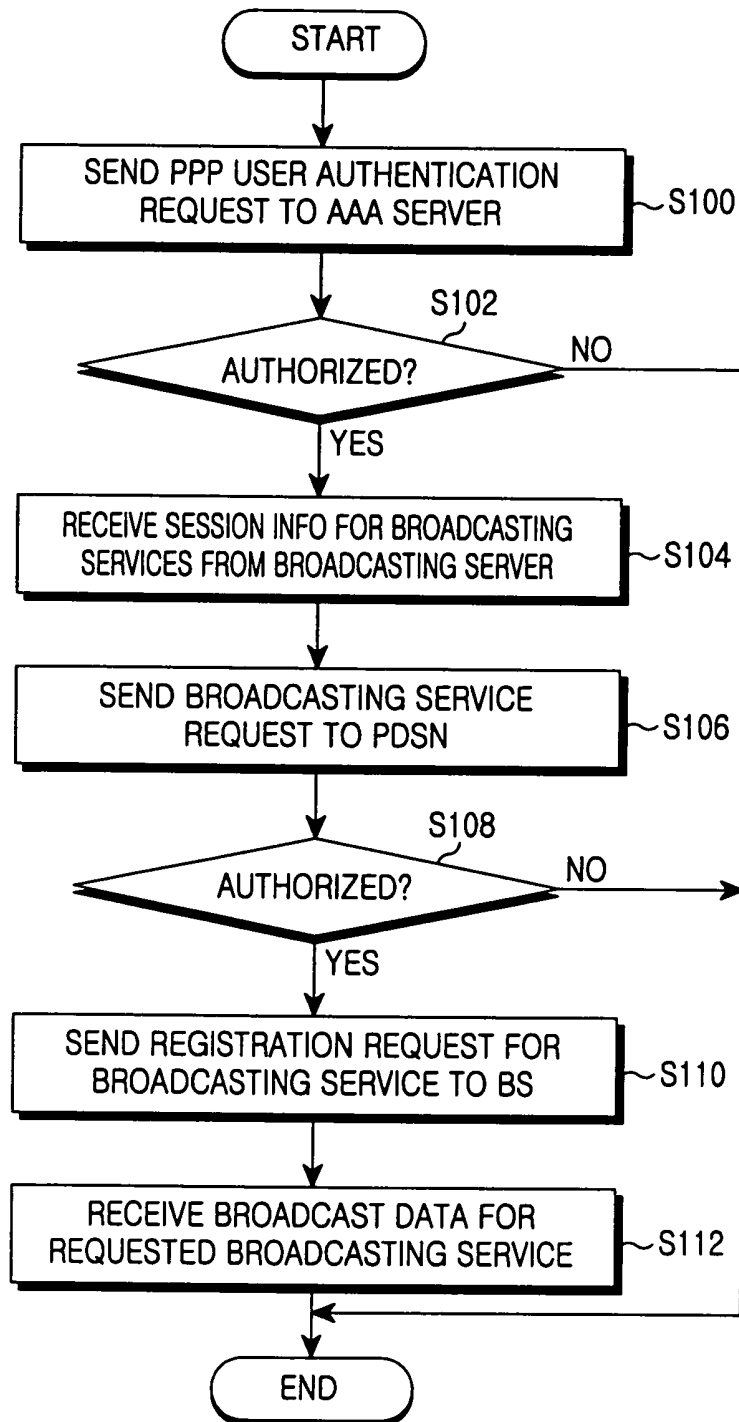 START
SEND PPP USER AUTHENTICATION
REQUEST TO AAA SERVER
S100
S102
AUTHORIZED?
NO
YES
RECEIVE SESSION INFO FOR BROADCASTING
SERVICES FROM BROADCASTING SERVER
S104
SEND BROADCASTING SERVICE
REQUEST TO PDSN
S106
S108
AUTHORIZED?
NO
YES
SEND REGISTRATION REQUEST FOR
BROADCASTING SERVICE TO BS
S110
RECEIVE BROADCAST DATA FOR
REQUESTED BROADCASTING SERVICE
S112
END